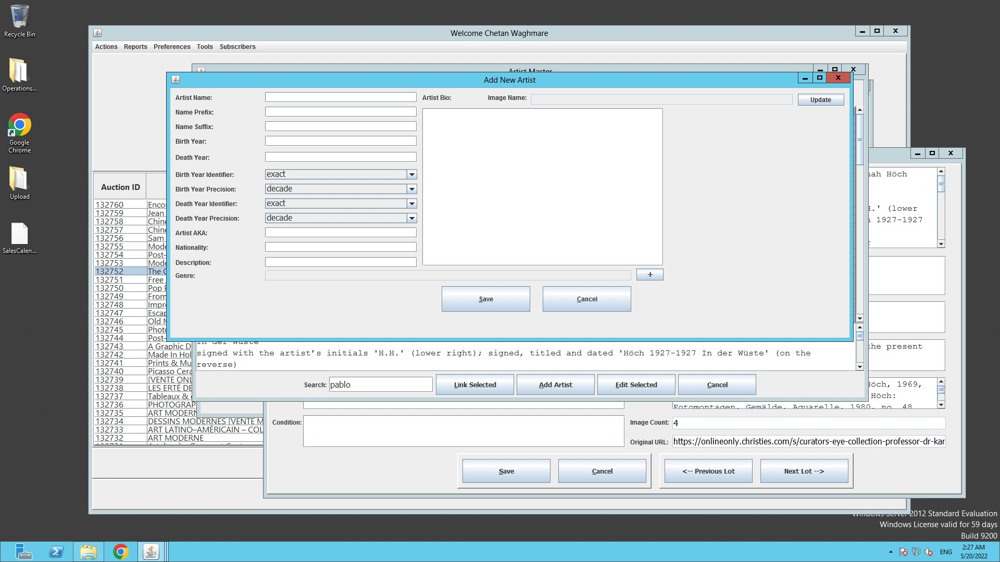 Recycle Bin
Operations...
Google
Chrome
Upload
SalesCalen...
Welcome Chetan Waghmare
Actions Reports Preferences Tools Subscribers
Artist Master
Add New Artist
Artist Name:
Artist Bio:
Image Name:
Update
Name Prefix:
Name Suffix:
Birth Year:
Death Year:
Birth Year Identifier: exact
Birth Year Precision: decade
Death Year Identifier: exact
Death Year Precision: decade
Artist AKA:
Nationality:
Description:
Genre:
+
Save
Cancel
Auction ID
132760 Encor
132759 Jean
132758 Chine
132757 Chine
132756 Sam
132755 Mode
132754 Post-
132753 Mode
132752 The C
132751 Free
132750 Pop
132749 From
132748 Impre
132747 Escap
132746 Old M
132745 Photo
132744 Post-
132743 A Graphic D
132742 Made In Hol
132741 Prints & Mu
132740 Picasso Cera
132739 [VENTE ONL
132738 LES ERTÉ DE
132737 Tableaux &
132736 PHOTOGRAP
132735 ART MODERN
132734 DESSINS MODERNES [VENTE M
132733 ART LATINO–AMÉRICAIN – COL
132732 ART MODERNE
in der Wüste
signed with the artist’s initials 'H.H.' (lower right); signed, titled and dated 'Höch 1927-1927 In der Wüste' (on the
reverse)
Search: pablo
Link Selected
Add Artist
Edit Selected
Cancel
nah Höch
H.' (lower
h 1927-1927
the present
Höch, 1969,
Höch:
Fotomontagen, Gemälde, Aquarelle, 1980, no. 48
Condition:
Image Count: 4
Original URL: https://onlineonly.christies.com/s/curators-eye-collection-professor-dr-kar
Save
Cancel
<-- Previous Lot
Next Lot -->
Windows Server 2012 Standard Evaluation
Windows License valid for 59 days
Build 9200
ENG
2:27 AM
5/20/2022